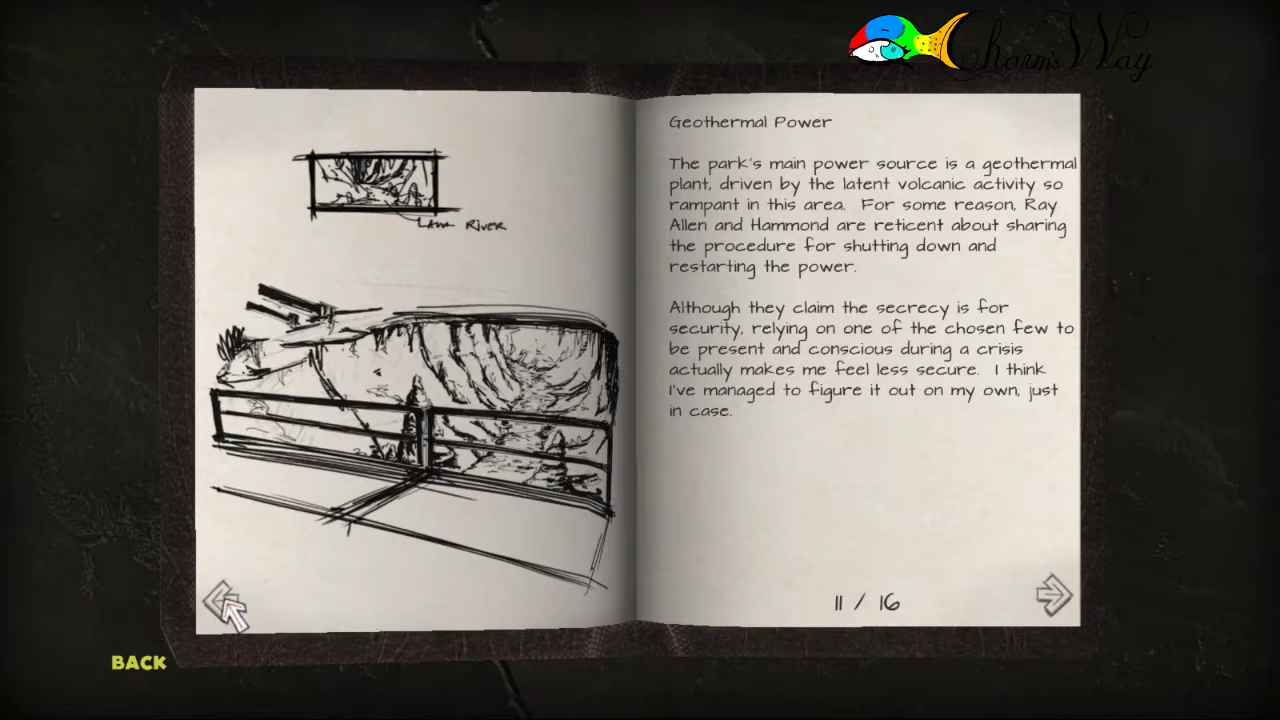 Charm's Way
Lava River
Geothermal Power
The park's main power source is a geothermal
plant, driven by the latent volcanic activity so
rampant in this area. For some reason, Ray
Allen and Hammond are reticent about sharing
the procedure for shutting down and
restarting the power.
Although they claim the secrecy is for
security, relying on one of the chosen few to
be present and conscious during a crisis
actually makes me feel less secure. I think
I've managed to figure it out on my own, just
in case.
11 / 16
BACK